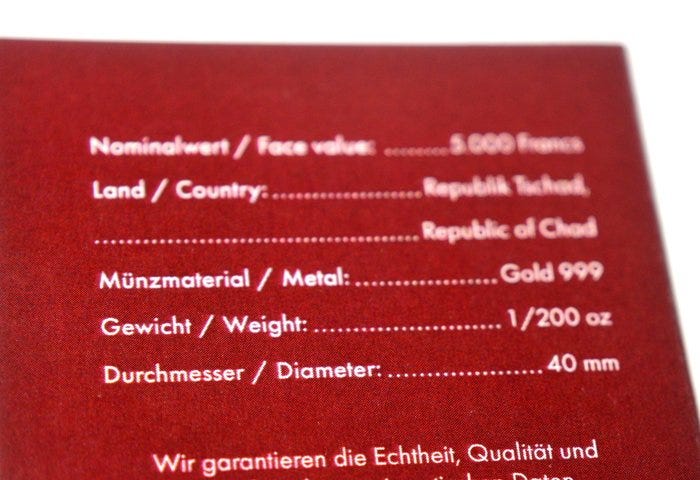 Nominalwert / Face value: ..........5.000 Francs
Land / Country:........................Republik Tschad,
....................................................Republic of Chad
Münzmaterial / Metal:......................Gold 999
Gewicht / Weight: .............................1/200 oz
Durchmesser / Diameter:........................40 mm
Wir garantieren die Echtheit, Qualität und
Daten